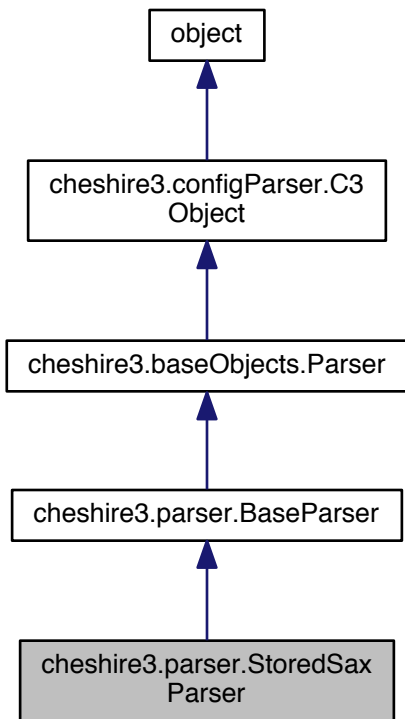 object
cheshire3.configParser.C3
Object
cheshire3.baseObjects.Parser
cheshire3.parser.BaseParser
cheshire3.parser.StoredSax
Parser